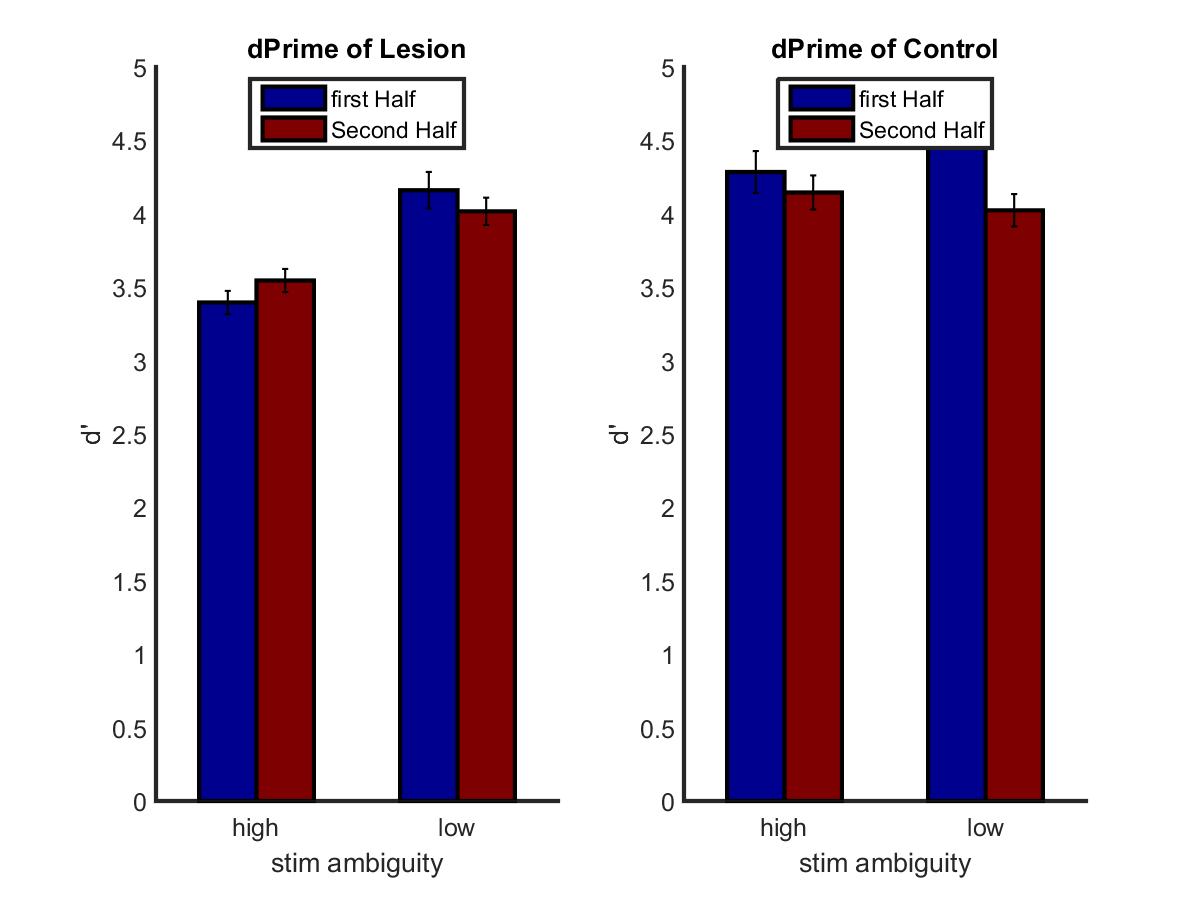 dPrime of Lesion
5
4.5
4
3.5
3
2.5
2
1.5
1
0.5
0
d'
first Half
Second Half
high
low
stim ambiguity
dPrime of Control
5
4.5
4
3.5
3
2.5
2
1.5
1
0.5
0
d'
first Half
Second Half
high
low
stim ambiguity